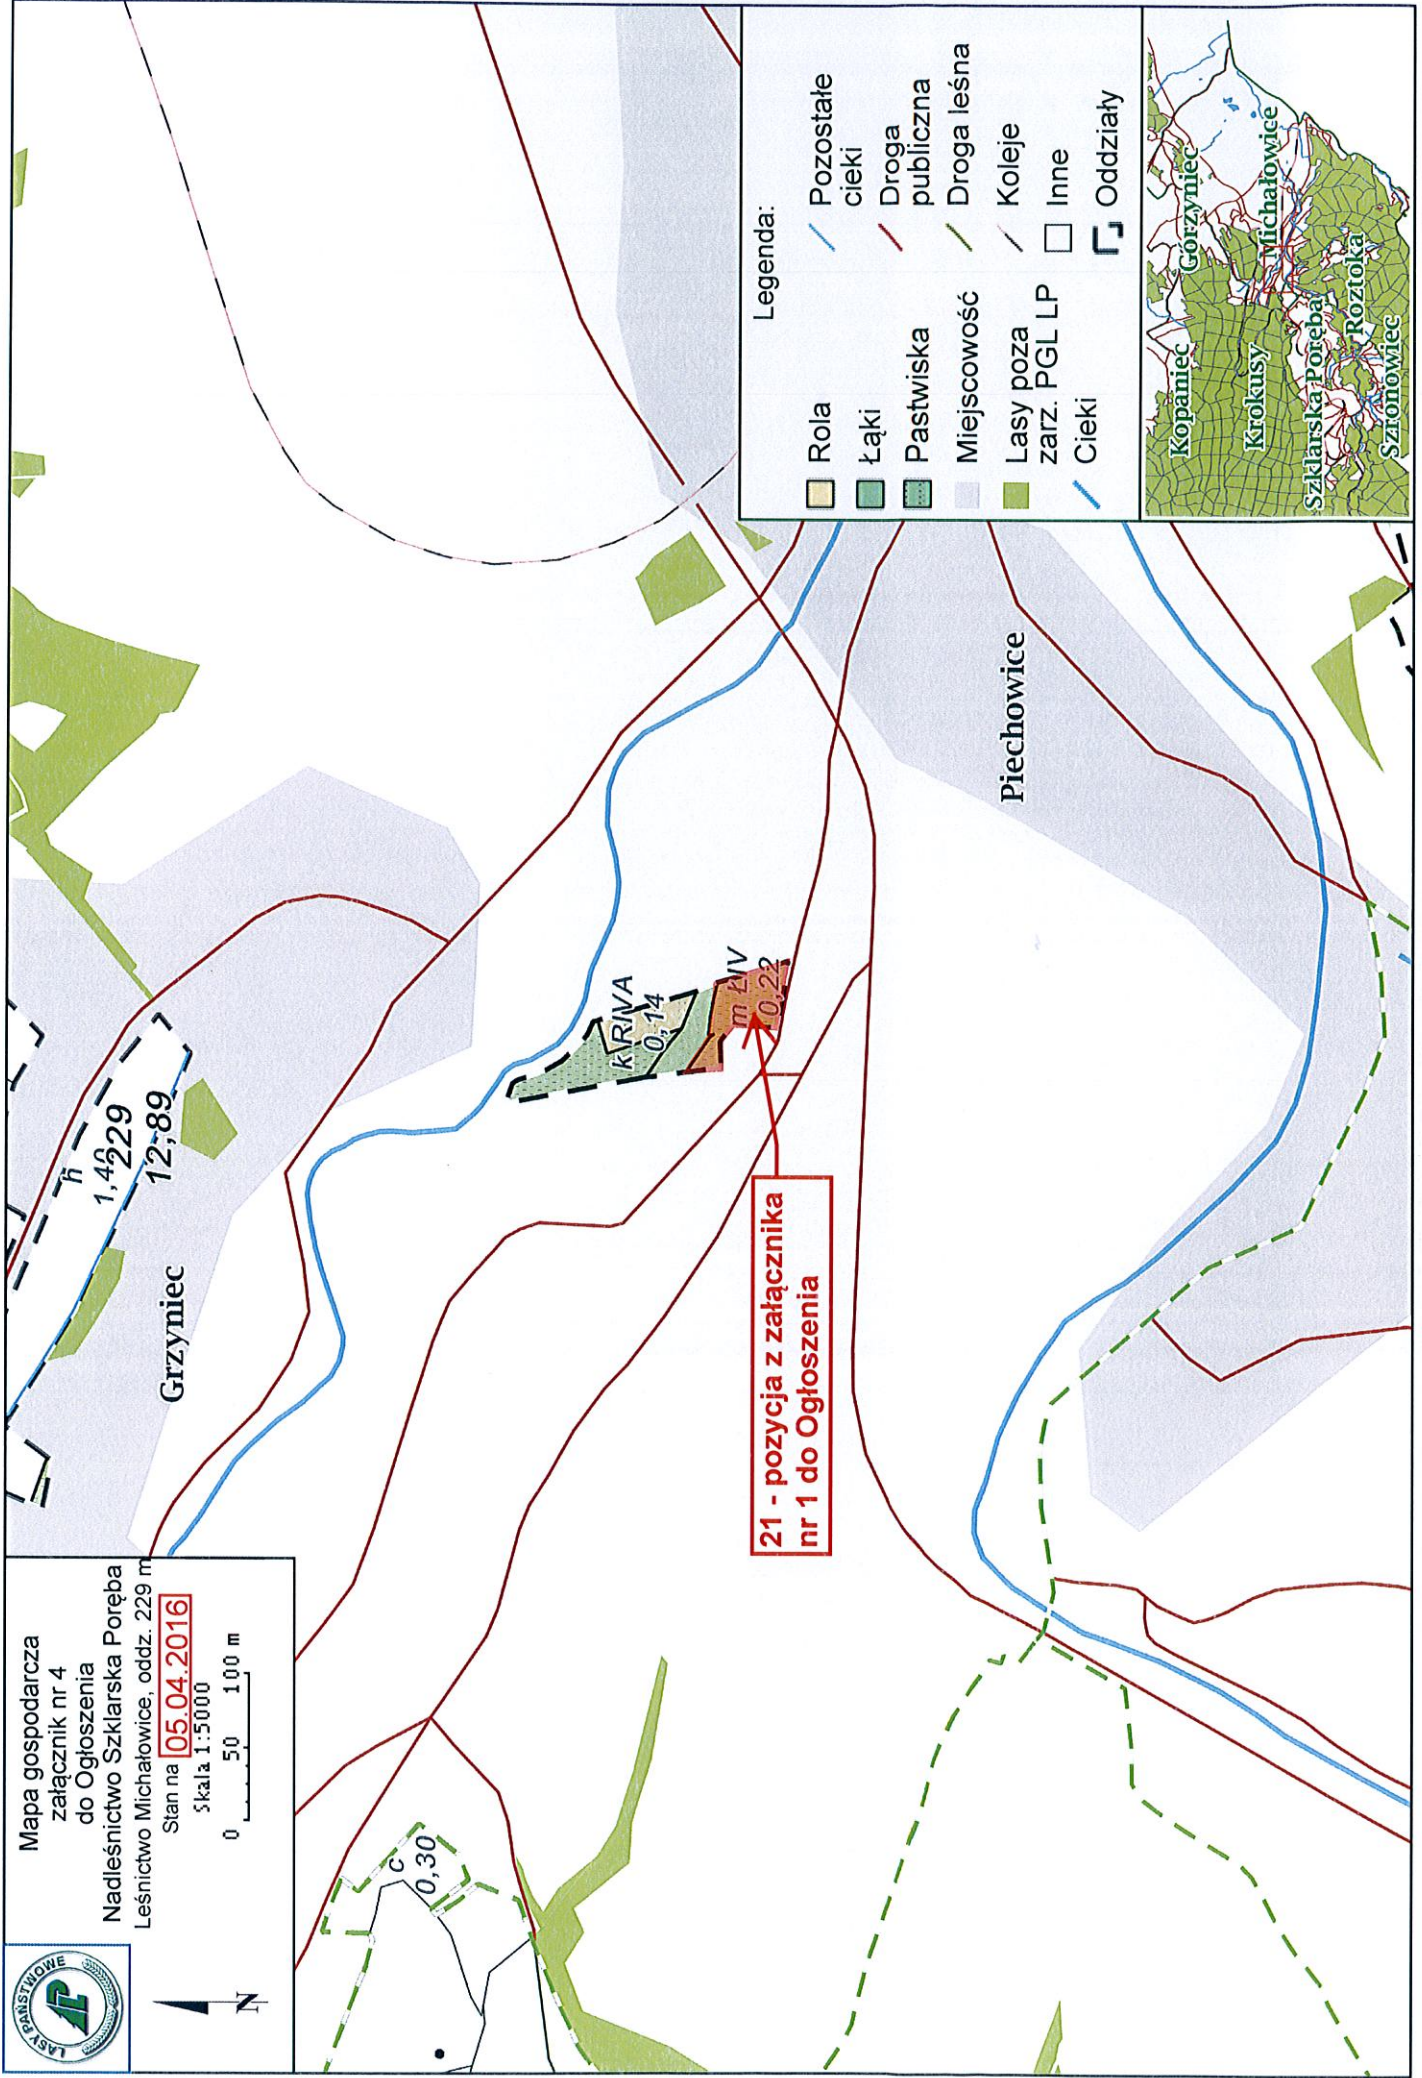 LASY PAŃSTWOWE
LP
Mapa gospodarcza
załącznik nr 4
do Ogłoszenia
Nadleśnictwo Szklarska Poręba
Leśnictwo Michałowice, oddz. 229 m
Stan na 05.04.2016
Skala 1:5000
0 50 100 m
N
Grzyniec
h
1,46
229
12,89
c
0,30
k RIVA
0,14
m ŁIV
0,22
21 - pozycja z załącznika
nr 1 do Ogłoszenia
Piechowice
Legenda:
Rola
Łąki
Pastwiska
Miejscowość
Lasy poza
zarz. PGL LP
Cieki
Pozostałe
cieki
Droga
publiczna
Droga leśna
Koleje
Inne
Oddziały
Kopaniec
Górzyniec
Krokusy
Michałowice
Szklarska Poręba
Roztoka
Szronowiec